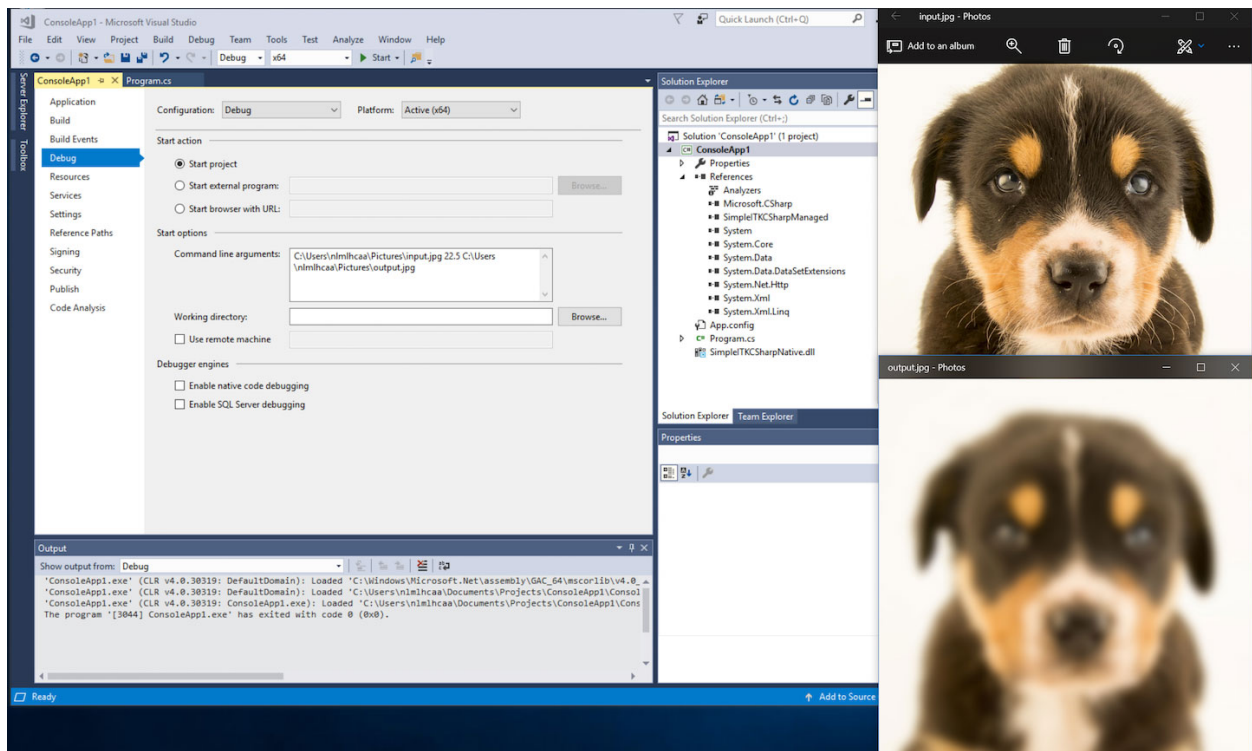 ConsoleApp1 - Microsoft Visual Studio
Quick Launch (Ctrl+Q)
File Edit View Project Build Debug Team Tools Test Analyze Window Help
Debug x64 Start
Server Explorer
Toolbox
ConsoleApp1 Program.cs
Application
Build
Build Events
Debug
Resources
Services
Settings
Reference Paths
Signing
Security
Publish
Code Analysis
Configuration: Debug Platform: Active (x64)
Start action
Start project
Start external program: Browse...
Start browser with URL:
Start options
Command line arguments: C:\Users\nlmlhcaa\Pictures\input.jpg 22.5 C:\Users
\nlmlhcaa\Pictures\output.jpg
Working directory: Browse...
Use remote machine
Debugger engines
Enable native code debugging
Enable SQL Server debugging
Output
Show output from: Debug
'ConsoleApp1.exe' (CLR v4.0.30319: DefaultDomain): Loaded 'C:\Windows\Microsoft.Net\assembly\GAC_64\mscorlib\v4.0_
'ConsoleApp1.exe' (CLR v4.0.30319: DefaultDomain): Loaded 'C:\Users\nlmlhcaa\Documents\Projects\ConsoleApp1\Consol
'ConsoleApp1.exe' (CLR v4.0.30319: ConsoleApp1.exe): Loaded 'C:\Users\nlmlhcaa\Documents\Projects\ConsoleApp1\Cons
The program '[3044] ConsoleApp1.exe' has exited with code 0 (0x0).
Ready
Add to Source
Solution Explorer
Search Solution Explorer (Ctrl+;)
Solution 'ConsoleApp1' (1 project)
C# ConsoleApp1
Properties
References
Analyzers
Microsoft.CSharp
SimpleITKCSharpManaged
System
System.Core
System.Data
System.Data.DataSetExtensions
System.Net.Http
System.Xml
System.Xml.Linq
App.config
C# Program.cs
SimpleITKCSharpNative.dll
Solution Explorer Team Explorer
Properties
input.jpg - Photos
Add to an album
output.jpg - Photos